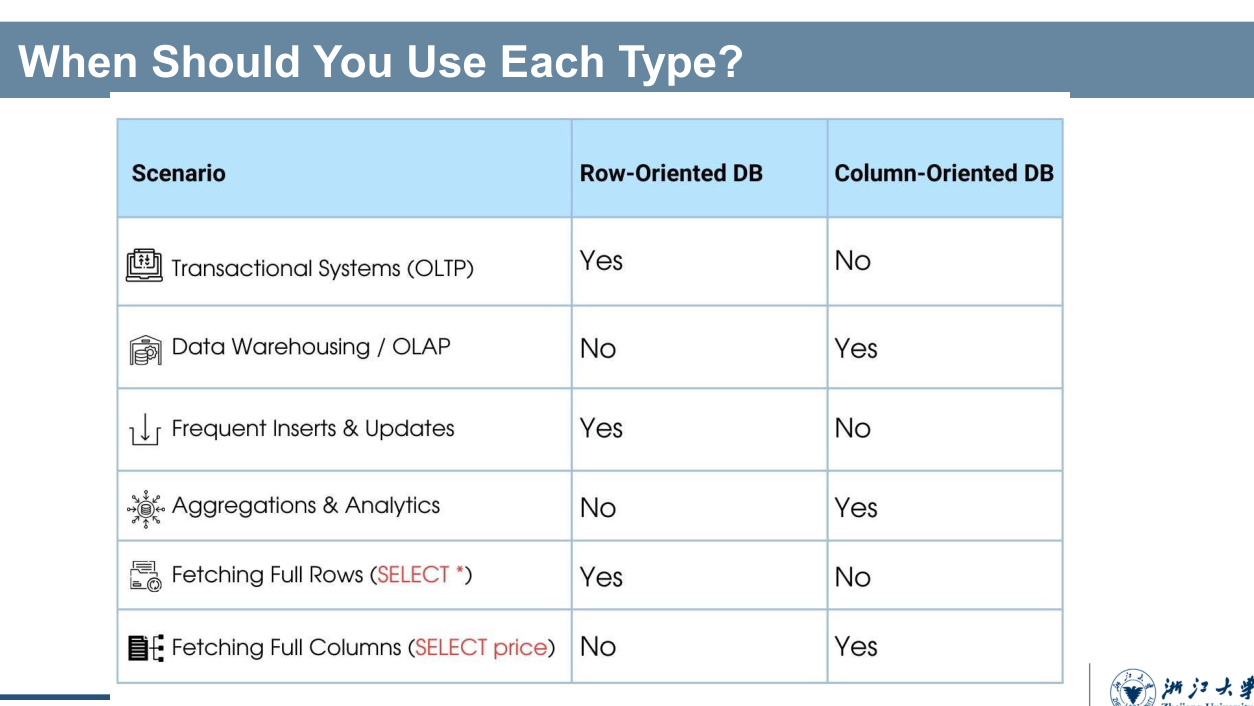 When Should You Use Each Type?
Scenario Row-Oriented DB Column-Oriented DB
Transactional Systems (OLTP) Yes No
Data Warehousing / OLAP No Yes
Frequent Inserts & Updates Yes No
Aggregations & Analytics No Yes
Fetching Full Rows (SELECT *) Yes No
Fetching Full Columns (SELECT price) No Yes
浙江大学